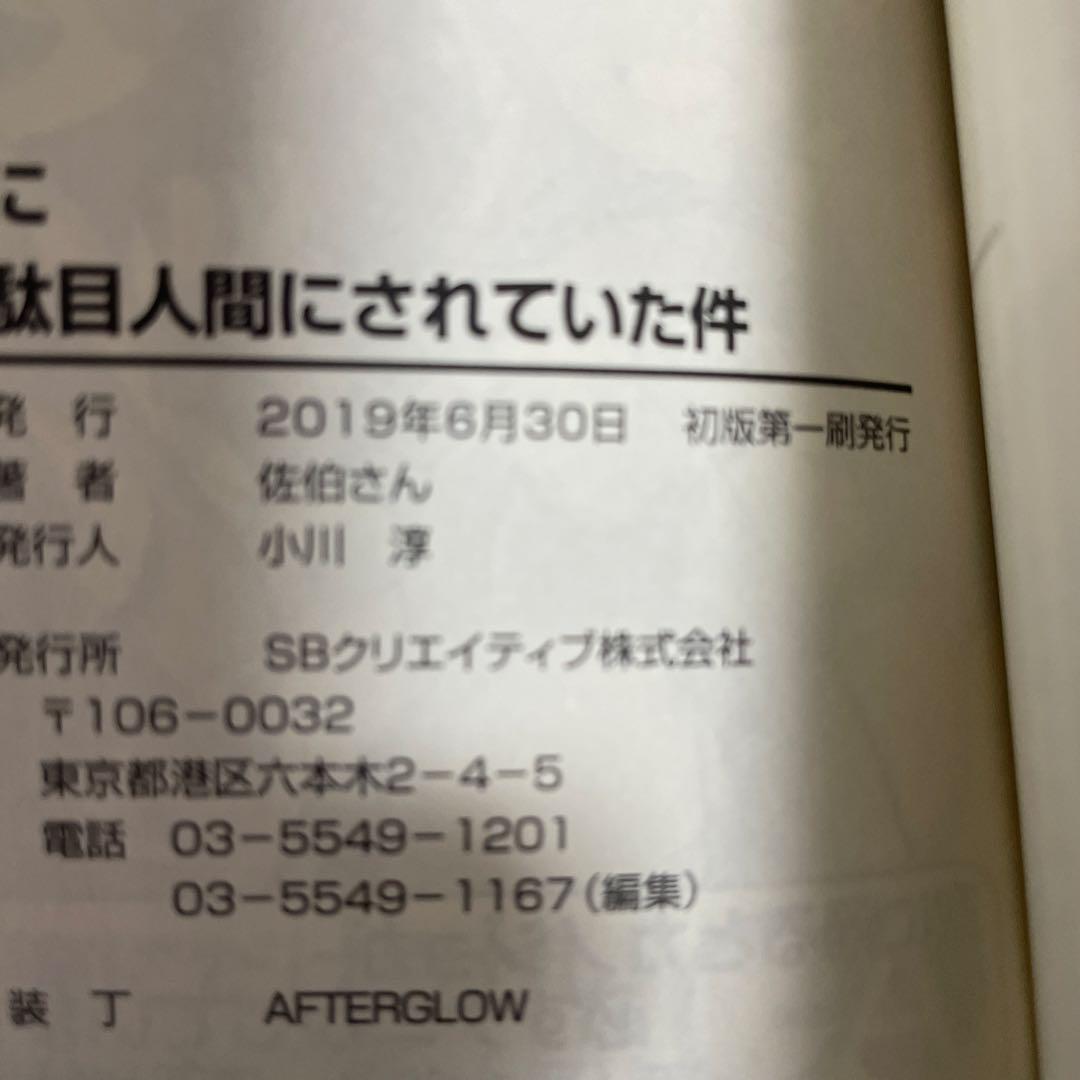 に
駄目人間にされていた件
発 行 2019年6月30日 初版第一刷発行
著 者 佐伯さん
発行人 小川 淳
発行所 SBクリエイティブ株式会社
〒106-0032
東京都港区六本木2-4-5
電話 03-5549-1201
03-5549-1167(編集)
装 丁 AFTERGLOW